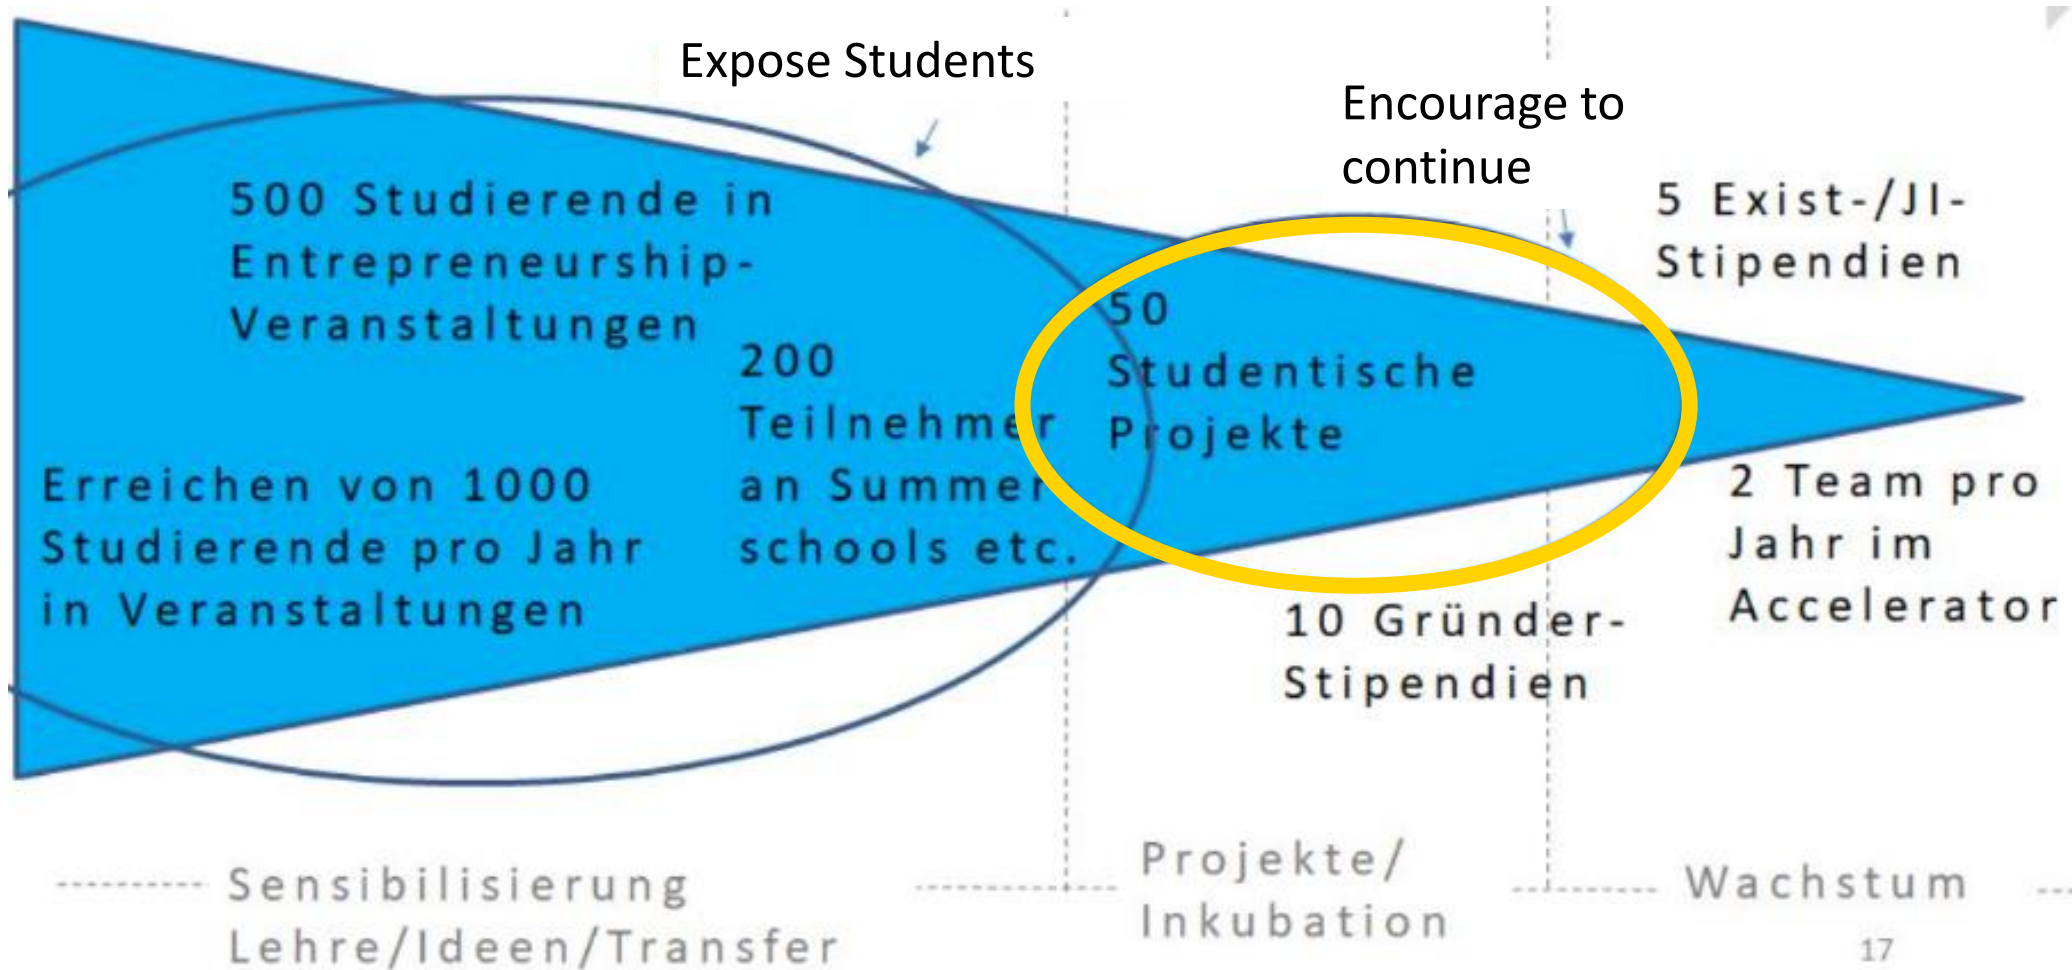 Expose Students
Encourage to
continue
500 Studierende in
Entrepreneurship-
Veranstaltungen
200
Teilnehmer
an Summer
schools etc.
Erreichen von 1000
Studierende pro Jahr
in Veranstaltungen
50
Studentische
Projekte
5 Exist-/JI-
Stipendien
10 Gründer-
Stipendien
2 Team pro
Jahr im
Accelerator
Sensibilisierung
Lehre/Ideen/Transfer
Projekte/
Inkubation
Wachstum
17